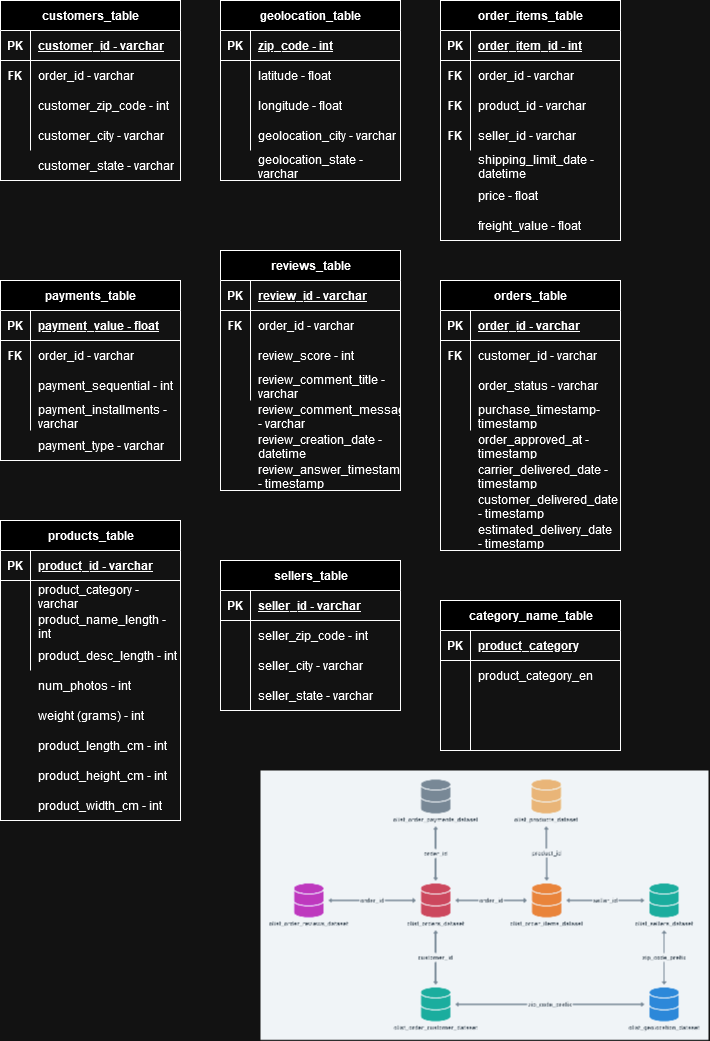 customers_table
PK customer_id - varchar
FK order_id - varchar
customer_zip_code - int
customer_city - varchar
customer_state - varchar
geolocation_table
PK zip_code - int
latitude - float
longitude - float
geolocation_city - varchar
geolocation_state -
varchar
order_items_table
PK order_item_id - int
FK order_id - varchar
FK product_id - varchar
FK seller_id - varchar
shipping_limit_date -
datetime
price - float
freight_value - float
payments_table
PK payment_value - float
FK order_id - varchar
payment_sequential - int
payment_installments -
varchar
payment_type - varchar
reviews_table
PK review_id - varchar
FK order_id - varchar
review_score - int
review_comment_title -
varchar
review_comment_messag
- varchar
review_creation_date -
datetime
review_answer_timestam
- timestamp
orders_table
PK order_id - varchar
FK customer_id - varchar
order_status - varchar
purchase_timestamp-
timestamp
order_approved_at -
timestamp
carrier_delivered_date -
timestamp
customer_delivered_date
- timestamp
estimated_delivery_date
- timestamp
products_table
PK product_id - varchar
product_category -
varchar
product_name_length -
int
product_desc_length - int
num_photos - int
weight (grams) - int
product_length_cm - int
product_height_cm - int
product_width_cm - int
sellers_table
PK seller_id - varchar
seller_zip_code - int
seller_city - varchar
seller_state - varchar
category_name_table
PK product_category
product_category_en
olist_order_payments_dataset
olist_products_dataset
order_id
product_id
order_id
order_id
seller_id
olist_order_reviews_dataset
olist_orders_dataset
olist_order_items_dataset
olist_sellers_dataset
customer_id
zip_code_prefix
zip_code_prefix
olist_order_customer_dataset
olist_geolocation_dataset